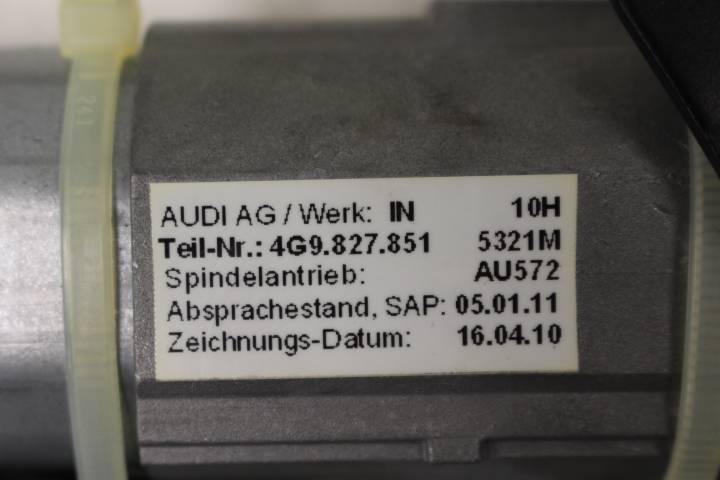 AUDI AG / Werk: IN 10H
Teil-Nr.: 4G9.827.851 5321M
Spindelantrieb: AU572
Absprachestand, SAP: 05.01.11
Zeichnungs-Datum: 16.04.10